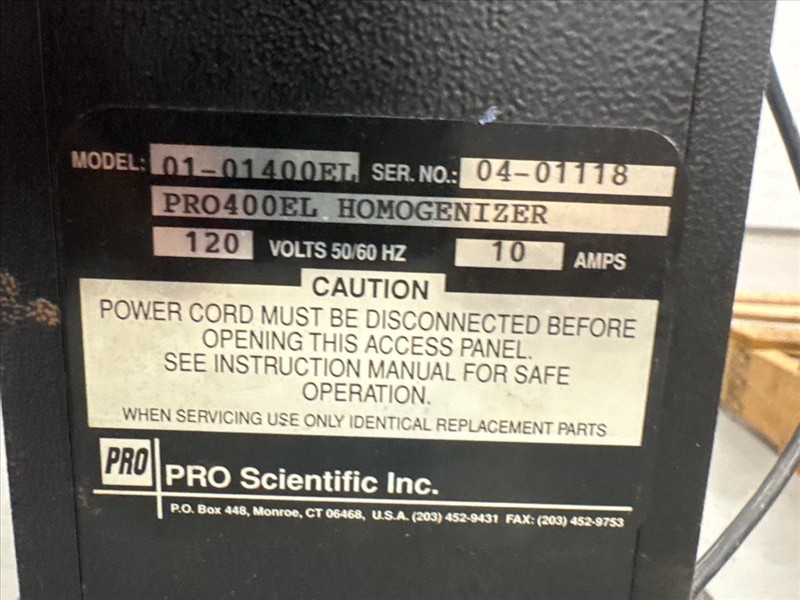 MODEL: 01-01400EL SER. NO.: 04-01118
PRO400EL HOMOGENIZER
120 VOLTS 50/60 HZ 10 AMPS
CAUTION
POWER CORD MUST BE DISCONNECTED BEFORE
OPENING THIS ACCESS PANEL.
SEE INSTRUCTION MANUAL FOR SAFE
OPERATION.
WHEN SERVICING USE ONLY IDENTICAL REPLACEMENT PARTS
PRO PRO Scientific Inc.
P.O. Box 448, Monroe, CT 06468, U.S.A. (203) 452-9431 FAX: (203) 452-9753